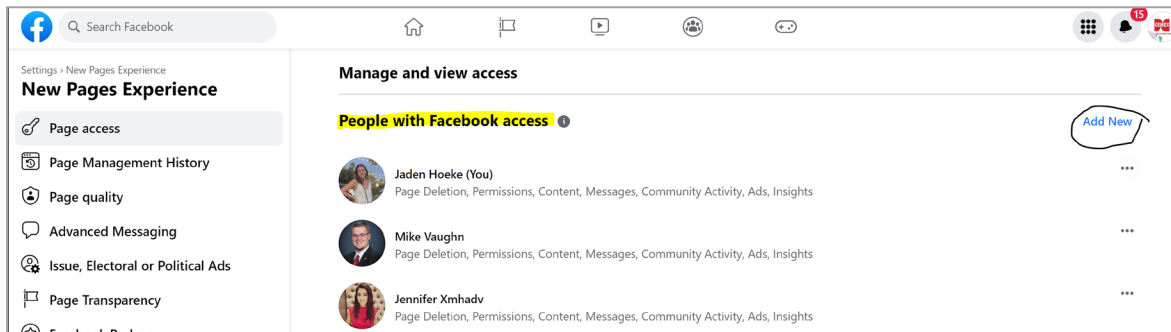 Search Facebook
15
Settings › New Pages Experience
New Pages Experience
Page access
Page Management History
Page quality
Advanced Messaging
Issue, Electoral or Political Ads
Page Transparency
Manage and view access
People with Facebook access
Add New
Jaden Hoeke (You)
Page Deletion, Permissions, Content, Messages, Community Activity, Ads, Insights
Mike Vaughn
Page Deletion, Permissions, Content, Messages, Community Activity, Ads, Insights
Jennifer Xmhadv
Page Deletion, Permissions, Content, Messages, Community Activity, Ads, Insights